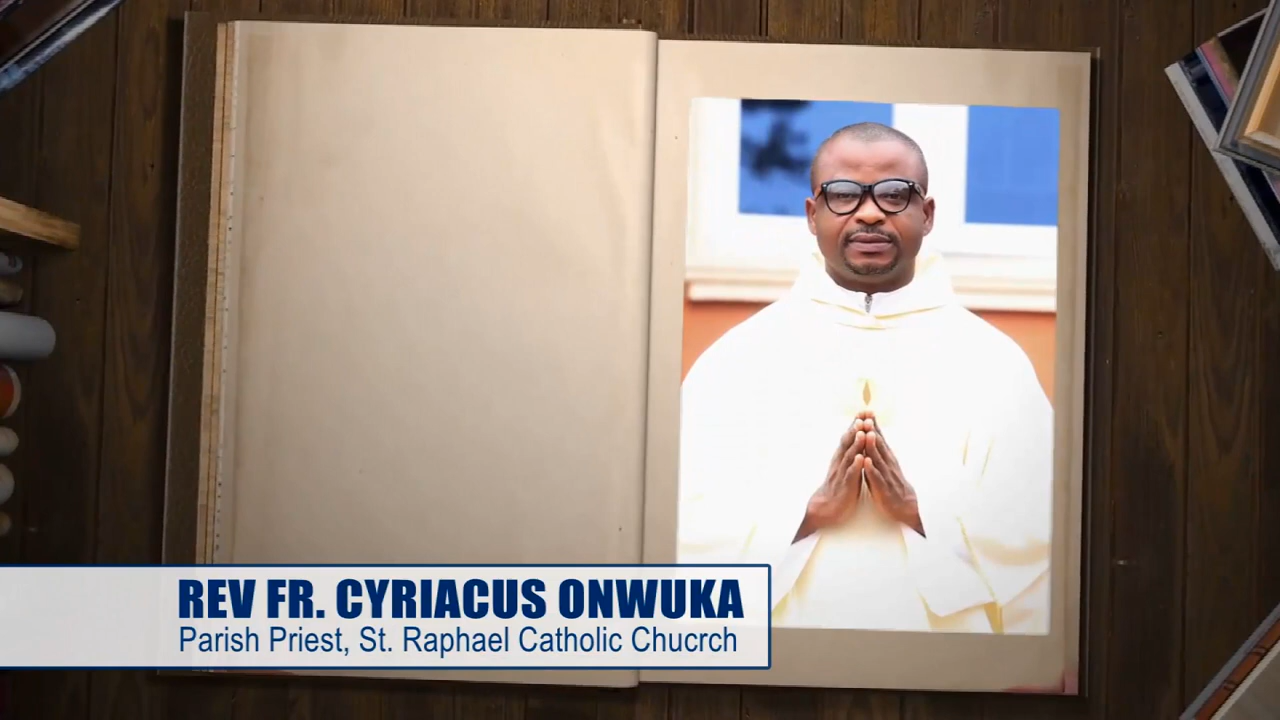 REV FR. CYRIACUS ONWUKA
Parish Priest, St. Raphael Catholic Chucrch